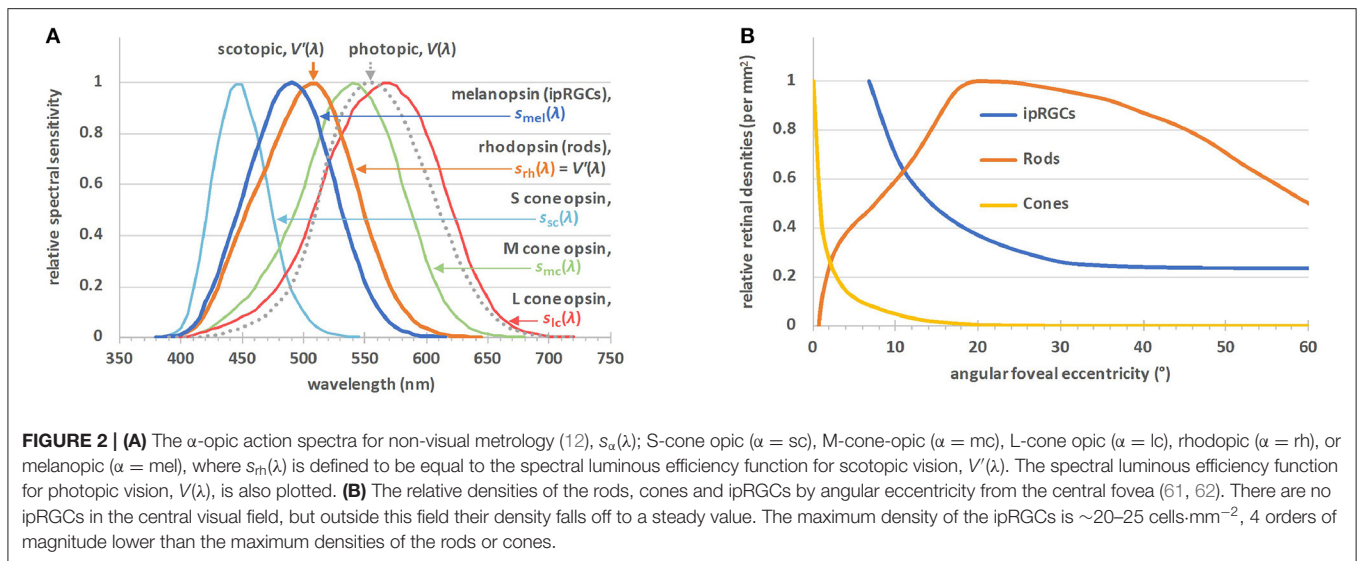 A
scotopic, V'(λ)
photopic, V(λ)
relative spectral sensitivity
1
0.8
0.6
0.4
0.2
0
melanopsin (ipRGCs),
smel(λ)
rhodopsin (rods),
srh(λ) = V'(λ)
S cone opsin,
ssc(λ)
M cone opsin,
smc(λ)
L cone opsin,
slc(λ)
350 400 450 500 550 600 650 700 750
wavelength (nm)
B
relative retinal desnities (per mm²)
1
0.8
0.6
0.4
0.2
0
ipRGCs
Rods
Cones
0 10 20 30 40 50 60
angular foveal eccentricity (°)
FIGURE 2 | (A) The α-opic action spectra for non-visual metrology (12), sα(λ); S-cone opic (α = sc), M-cone-opic (α = mc), L-cone opic (α = lc), rhodopic (α = rh), or
melanopic (α = mel), where srh(λ) is defined to be equal to the spectral luminous efficiency function for scotopic vision, V′(λ). The spectral luminous efficiency function
for photopic vision, V(λ), is also plotted. (B) The relative densities of the rods, cones and ipRGCs by angular eccentricity from the central fovea (61, 62). There are no
ipRGCs in the central visual field, but outside this field their density falls off to a steady value. The maximum density of the ipRGCs is ∼20–25 cells·mm⁻², 4 orders of
magnitude lower than the maximum densities of the rods or cones.